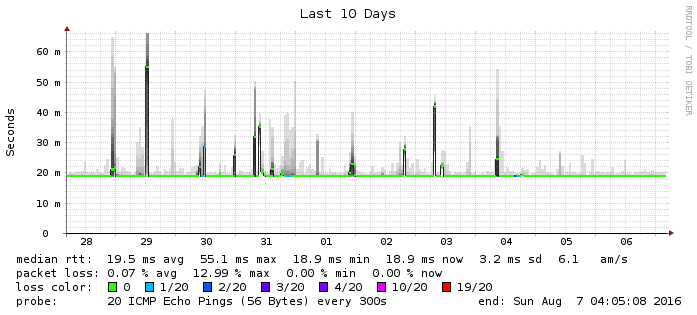 Last 10 Days
RRDTOOL / TOBI OETIKER
Seconds
60 m
50 m
40 m
30 m
20 m
10 m
0
28 29 30 31 01 02 03 04 05 06
median rtt: 19.5 ms avg 55.1 ms max 18.9 ms min 18.9 ms now 3.2 ms sd 6.1 am/s
packet loss: 0.07 % avg 12.99 % max 0.00 % min 0.00 % now
loss color: 0 1/20 2/20 3/20 4/20 10/20 19/20
probe: 20 ICMP Echo Pings (56 Bytes) every 300s end: Sun Aug 7 04:05:08 2016